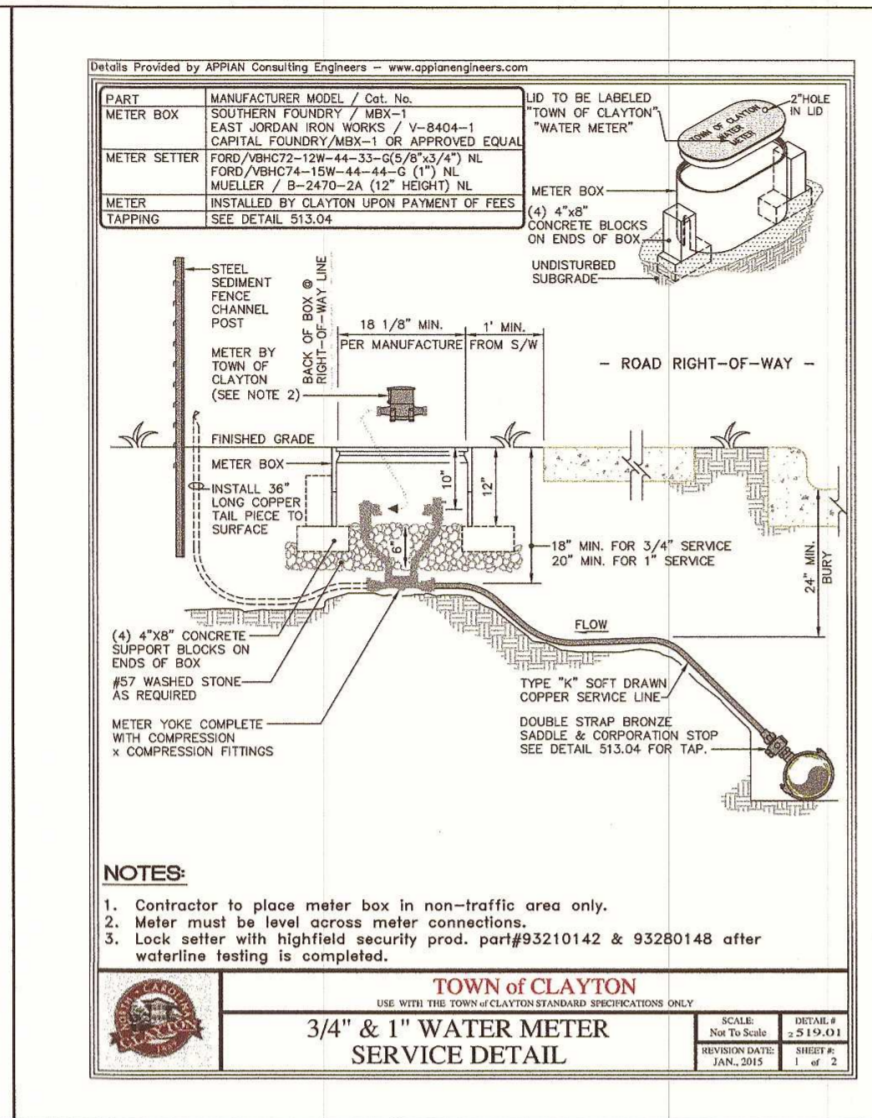 Details Provided by APPIAN Consulting Engineers — www.appianengineers.com
PART MANUFACTURER MODEL / Cat. No.
METER BOX SOUTHERN FOUNDRY / MBX-1
EAST JORDAN IRON WORKS / V-8404-1
CAPITAL FOUNDRY/MBX-1 OR APPROVED EQUAL
METER SETTER FORD/VBHC72-12W-44-33-G(5/8"x3/4") NL
FORD/VBHC74-15W-44-44-G (1") NL
MUELLER / B-2470-2A (12" HEIGHT) NL
METER INSTALLED BY CLAYTON UPON PAYMENT OF FEES
TAPPING SEE DETAIL 513.04
LID TO BE LABELED
"TOWN OF CLAYTON"
"WATER METER"
2"HOLE
IN LID
TOWN OF CLAYTON
WATER
METER
METER BOX
(4) 4"x8"
CONCRETE BLOCKS
ON ENDS OF BOX
UNDISTURBED
SUBGRADE
STEEL
SEDIMENT
FENCE
CHANNEL
POST
BACK OF BOX @
RIGHT-OF-WAY LINE
18 1/8" MIN.
PER MANUFACTURE
1' MIN.
FROM S/W
- ROAD RIGHT-OF-WAY -
METER BY
TOWN OF
CLAYTON
(SEE NOTE 2)
FINISHED GRADE
METER BOX
INSTALL 36"
LONG COPPER
TAIL PIECE TO
SURFACE
10"
12"
6"
18" MIN. FOR 3/4" SERVICE
20" MIN. FOR 1" SERVICE
24" MIN.
BURY
FLOW
(4) 4"X8" CONCRETE
SUPPORT BLOCKS ON
ENDS OF BOX
#57 WASHED STONE
AS REQUIRED
METER YOKE COMPLETE
WITH COMPRESSION
x COMPRESSION FITTINGS
TYPE "K" SOFT DRAWN
COPPER SERVICE LINE
DOUBLE STRAP BRONZE
SADDLE & CORPORATION STOP
SEE DETAIL 513.04 FOR TAP.
NOTES:
1. Contractor to place meter box in non-traffic area only.
2. Meter must be level across meter connections.
3. Lock setter with highfield security prod. part#93210142 & 93280148 after
waterline testing is completed.
NORTH CAROLINA
CLAYTON
TOWN of CLAYTON
USE WITH THE TOWN of CLAYTON STANDARD SPECIFICATIONS ONLY
3/4" & 1" WATER METER
SERVICE DETAIL
SCALE:
Not To Scale
DETAIL #
2519.01
REVISION DATE:
JAN., 2015
SHEET #:
1 of 2